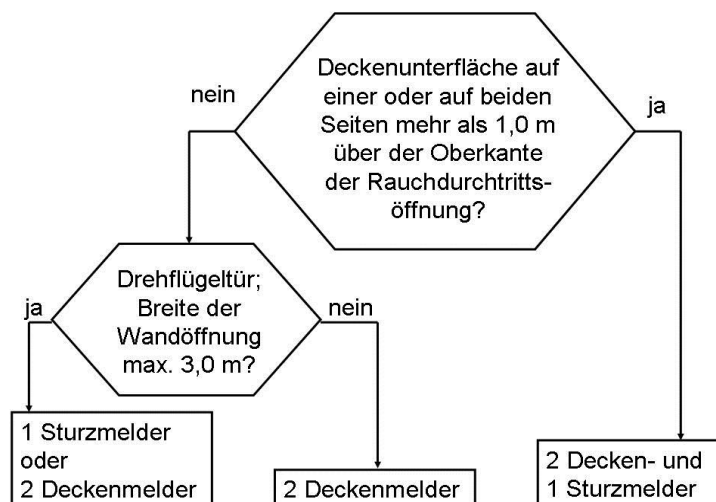 Deckenunterfläche auf
einer oder auf beiden
Seiten mehr als 1,0 m
über der Oberkante
der Rauchdurchtritts-
öffnung?
nein
ja
Drehflügeltür;
Breite der
Wandöffnung
max. 3,0 m?
ja
nein
1 Sturzmelder
oder
2 Deckenmelder
2 Deckenmelder
2 Decken- und
1 Sturzmelder